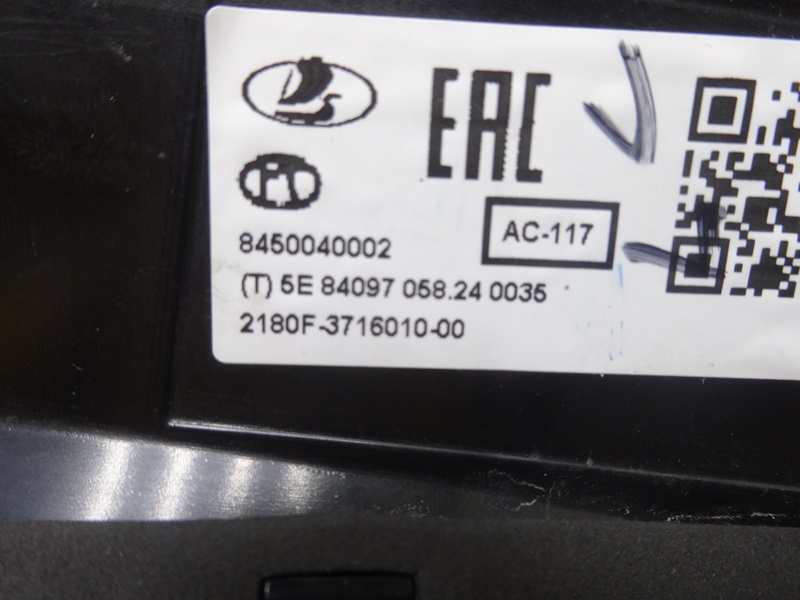 EAC
AC-117
8450040002
(T) 5E 84097 058.24 0035
2180F-3716010-00